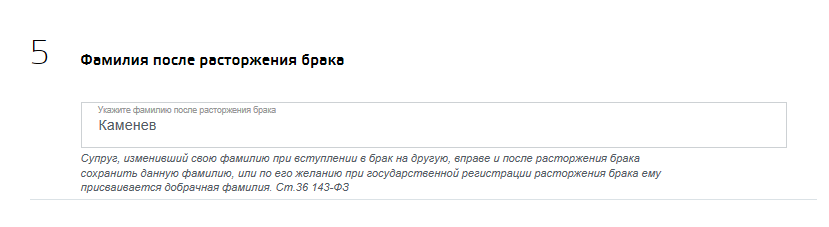 5
Фамилия после расторжения брака
Укажите фамилию после расторжения брака
Каменев
Супруг, изменивший свою фамилию при вступлении в брак на другую, вправе и после расторжения брака
сохранить данную фамилию, или по его желанию при государственной регистрации расторжения брака ему
присваивается добрачная фамилия. Ст.36 143-ФЗ